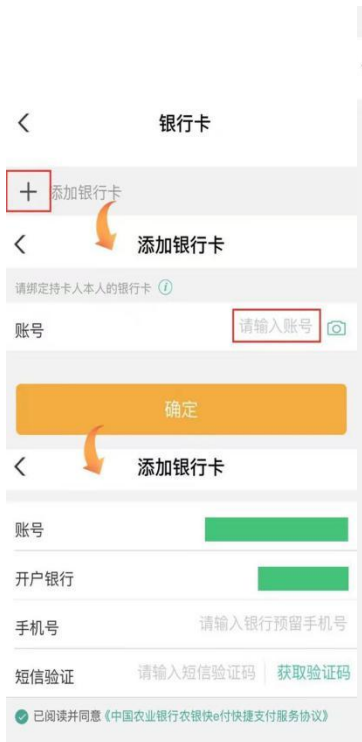 银行卡
添加银行卡
添加银行卡
请绑定持卡人本人的银行卡
账号 请输入账号
确定
添加银行卡
账号
开户银行
手机号 请输入银行预留手机号
短信验证 请输入短信验证码 获取验证码
已阅读并同意《中国农业银行农银快e付快捷支付服务协议》